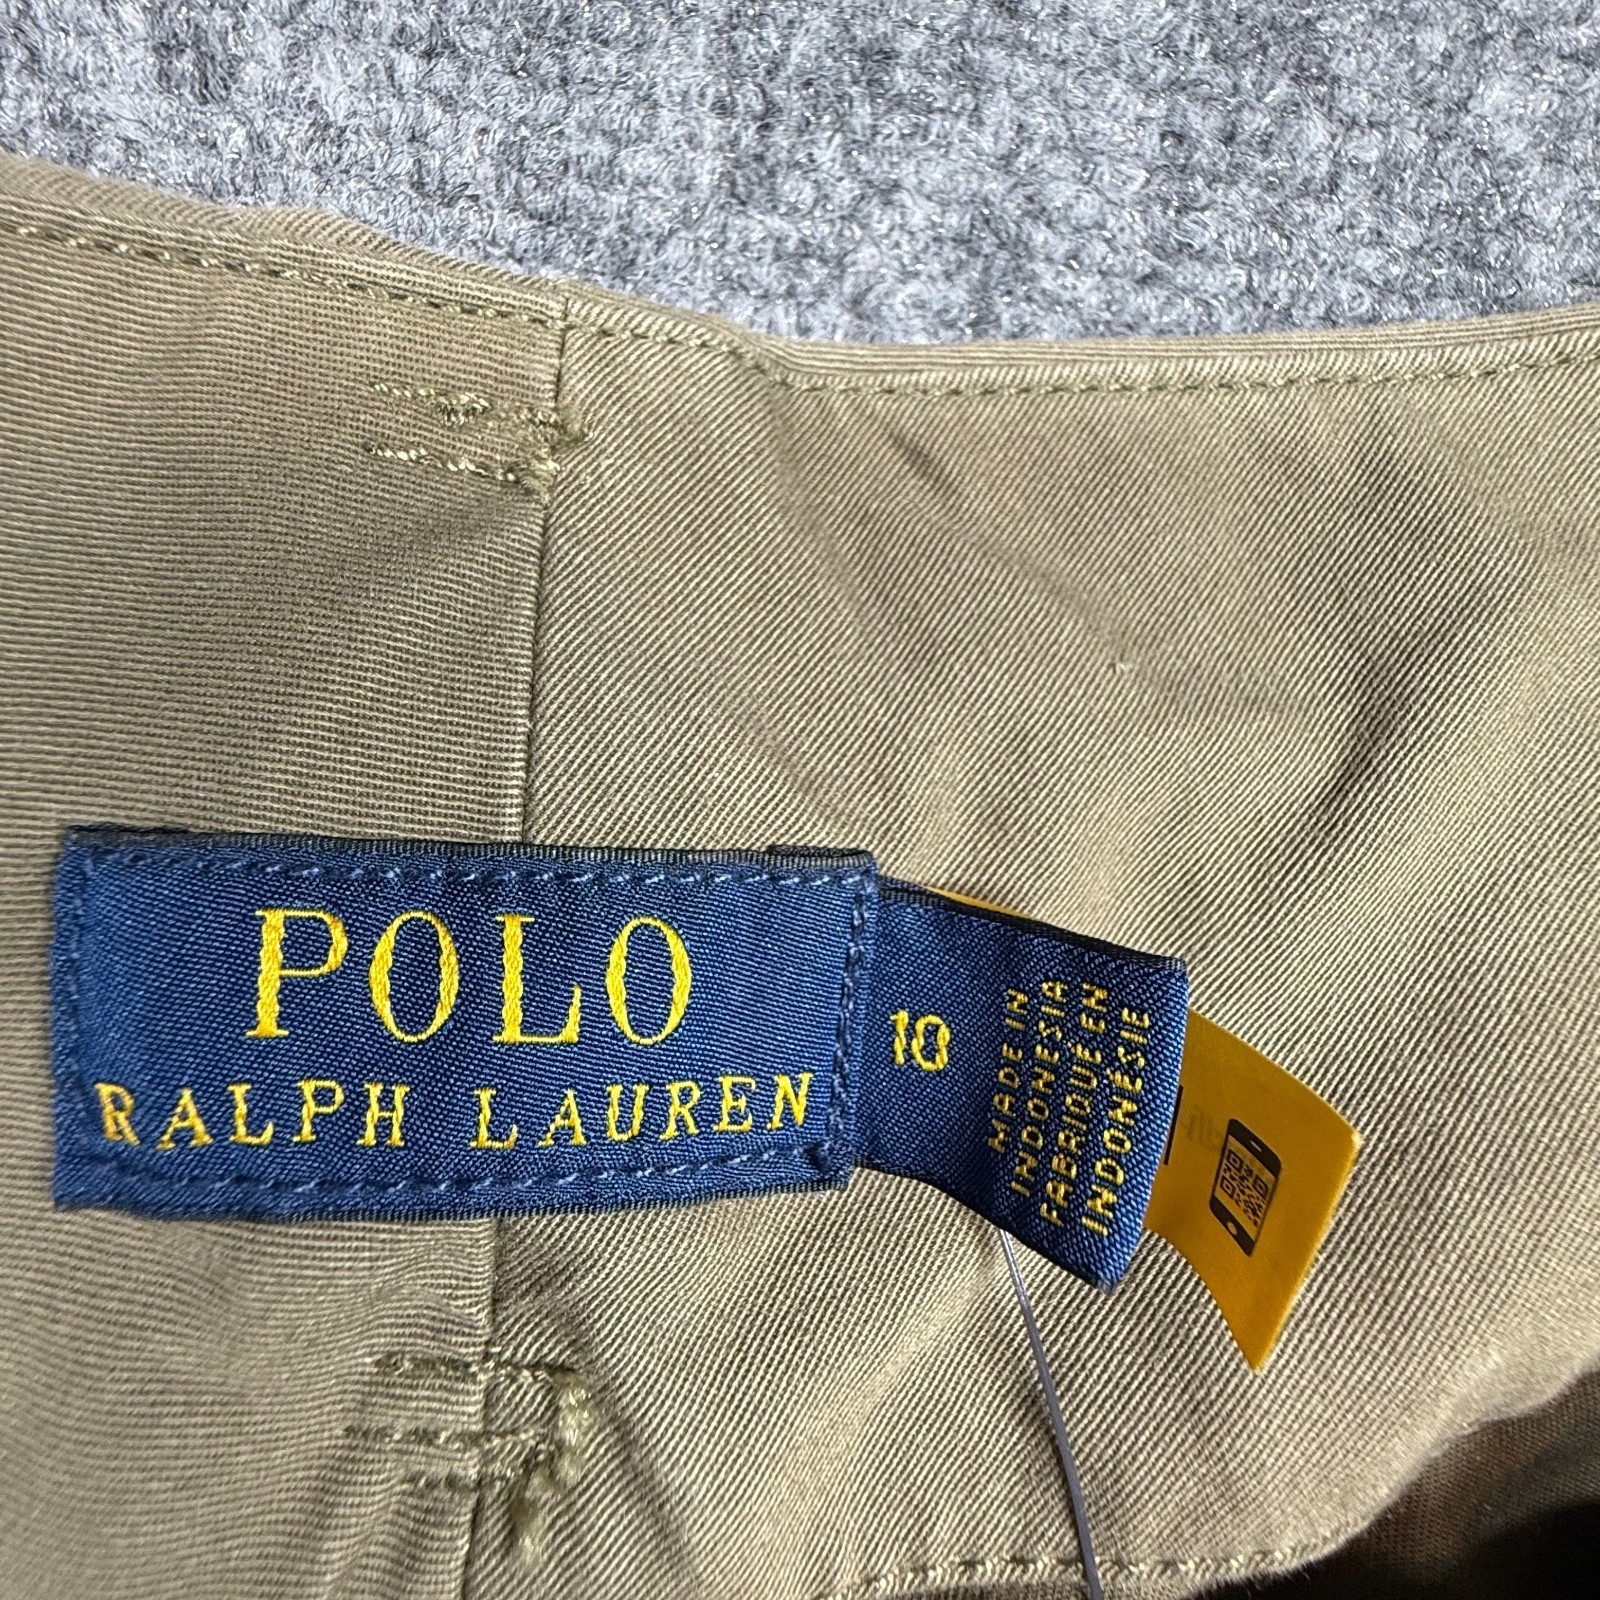 POLO
RALPH LAUREN
10
MADE IN
INDONESIA
FABRIQUÉ EN
INDONÉSIE